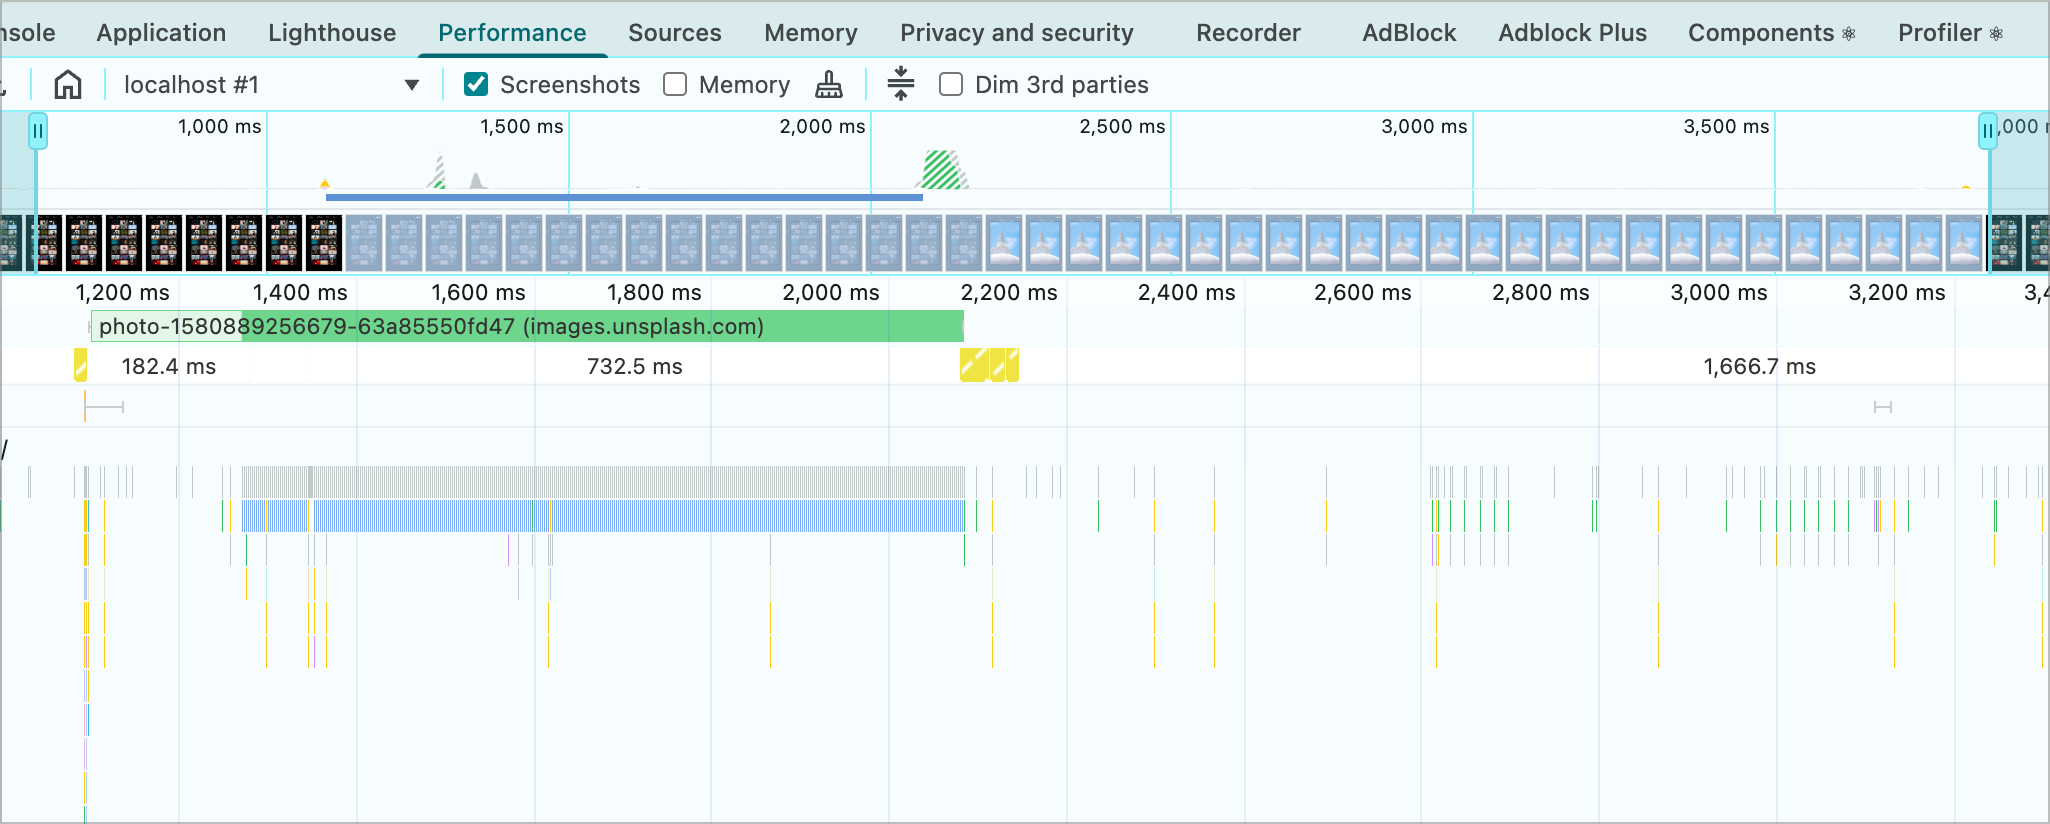 nsole Application Lighthouse Performance Sources Memory Privacy and security Recorder AdBlock Adblock Plus Components ⚛ Profiler ⚛
localhost #1 Screenshots Memory Dim 3rd parties
1,000 ms 1,500 ms 2,000 ms 2,500 ms 3,000 ms 3,500 ms ,000
1,200 ms 1,400 ms 1,600 ms 1,800 ms 2,000 ms 2,200 ms 2,400 ms 2,600 ms 2,800 ms 3,000 ms 3,200 ms 3,4
photo-1580889256679-63a85550fd47 (images.unsplash.com)
182.4 ms 732.5 ms 1,666.7 ms
/